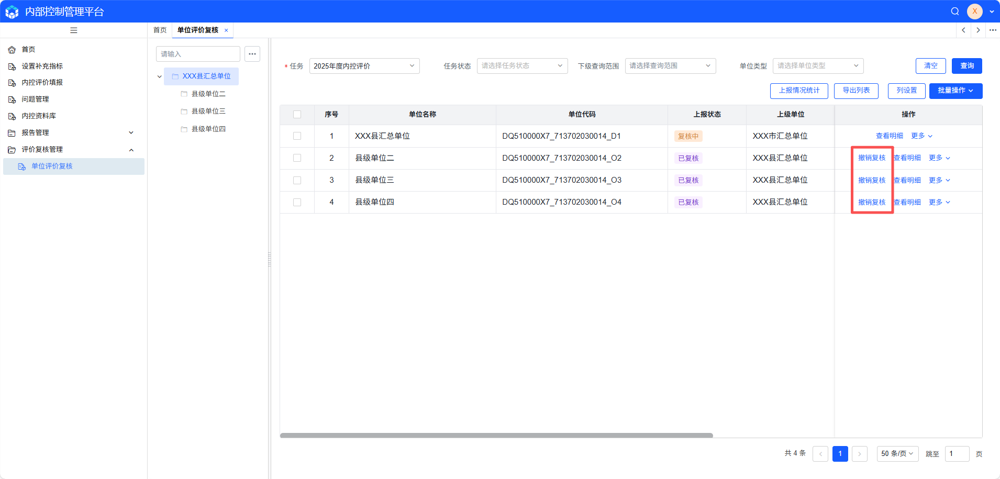 内部控制管理平台
X
首页
单位评价复核 ×
首页
设置补充指标
内控评价填报
问题管理
内控资料库
报告管理
评价复核管理
单位评价复核
请输入
XXX县汇总单位
县级单位二
县级单位三
县级单位四
* 任务 2025年度内控评价 任务状态 请选择任务状态 下级查询范围 请选择查询范围 单位类型 请选择单位类型 清空 查询
上报情况统计 导出列表 列设置 批量操作
序号 单位名称 单位代码 上报状态 上级单位 操作
1 XXX县汇总单位 DQ510000X7_713702030014_D1 复核中 XXX市汇总单位 查看明细 更多
2 县级单位二 DQ510000X7_713702030014_O2 已复核 XXX县汇总单位 撤销复核 查看明细 更多
3 县级单位三 DQ510000X7_713702030014_O3 已复核 XXX县汇总单位 撤销复核 查看明细 更多
4 县级单位四 DQ510000X7_713702030014_O4 已复核 XXX县汇总单位 撤销复核 查看明细 更多
共 4 条 1 50 条/页 跳至 1 页